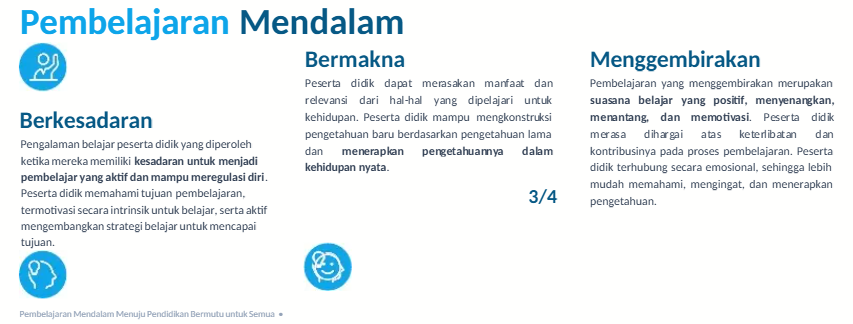 Pembelajaran Mendalam
Berkesadaran
Pengalaman belajar peserta didik yang diperoleh
ketika mereka memiliki kesadaran untuk menjadi
pembelajar yang aktif dan mampu meregulasi diri.
Peserta didik memahami tujuan pembelajaran,
termotivasi secara intrinsik untuk belajar, serta aktif
mengembangkan strategi belajar untuk mencapai
tujuan.
Bermakna
Peserta didik dapat merasakan manfaat dan
relevansi dari hal-hal yang dipelajari untuk
kehidupan. Peserta didik mampu mengkonstruksi
pengetahuan baru berdasarkan pengetahuan lama
dan menerapkan pengetahuannya dalam
kehidupan nyata.
3/4
Menggembirakan
Pembelajaran yang menggembirakan merupakan
suasana belajar yang positif, menyenangkan,
menantang, dan memotivasi. Peserta didik
merasa dihargai atas keterlibatan dan
kontribusinya pada proses pembelajaran. Peserta
didik terhubung secara emosional, sehingga lebih
mudah memahami, mengingat, dan menerapkan
pengetahuan.
Pembelajaran Mendalam Menuju Pendidikan Bermutu untuk Semua •